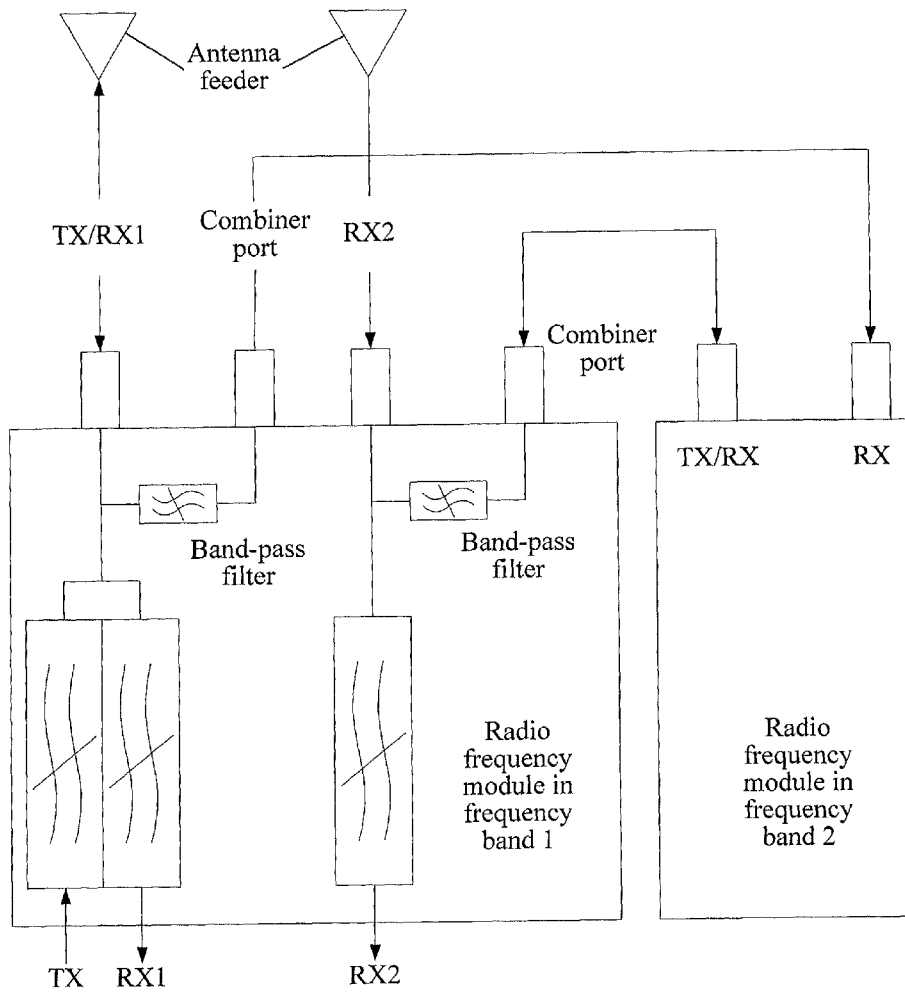 Antenna
feeder
TX/RX1
Combiner
port
RX2
Combiner
port
TX/RX
RX
Band-pass
filter
Band-pass
filter
Radio
frequency
module in
frequency
band 1
Radio
frequency
module in
frequency
band 2
TX
RX1
RX2